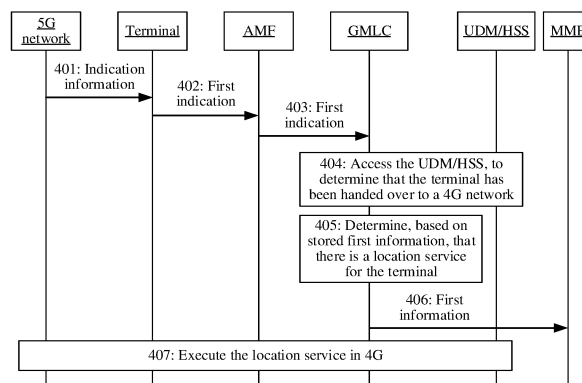 5G
network
Terminal
AMF
GMLC
UDM/HSS
MME
401: Indication
information
402: First
indication
403: First
indication
404: Access the UDM/HSS, to
determine that the terminal has
been handed over to a 4G network
405: Determine, based on
stored first information, that
there is a location service
for the terminal
406: First
information
407: Execute the location service in 4G